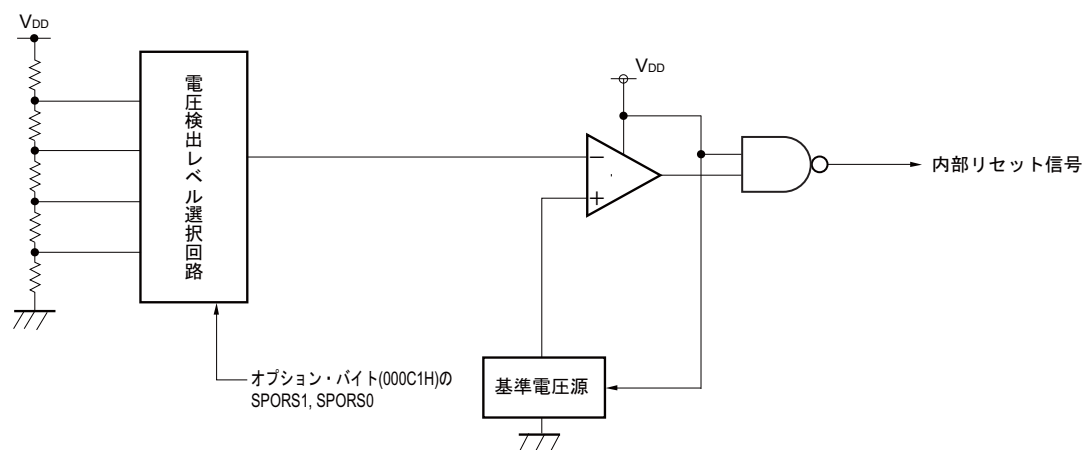 VDD
電圧検出レベル選択回路
VDD
−
+
内部リセット信号
基準電圧源
オプション・バイト(000C1H)の
SPORS1, SPORS0